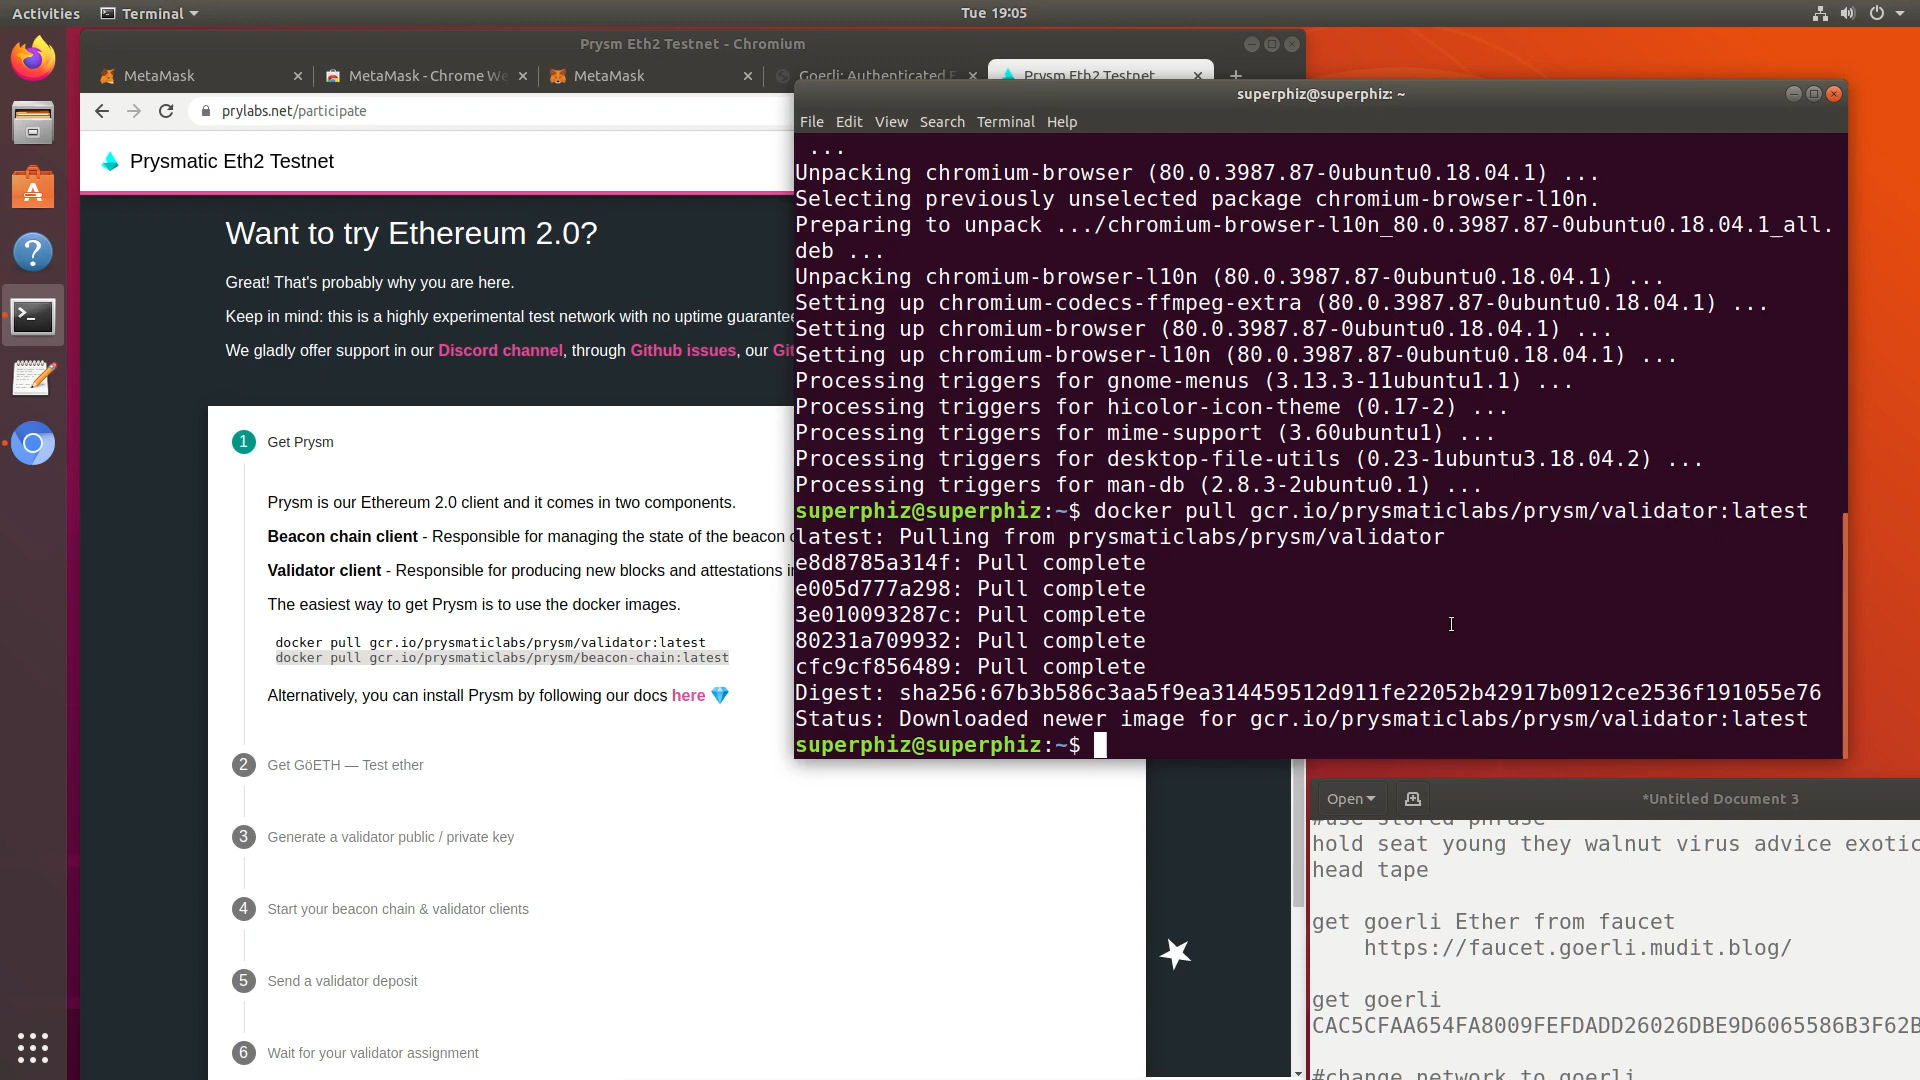 Activities
Terminal
Tue 19:05
Prysm Eth2 Testnet - Chromium
MetaMask
MetaMask - Chrome We
MetaMask
Goerli: Authenticated F
Prysm Eth2 Testnet
prylabs.net/participate
Prysmatic Eth2 Testnet
Want to try Ethereum 2.0?
Great! That's probably why you are here.
Keep in mind: this is a highly experimental test network with no uptime guarantee
We gladly offer support in our Discord channel, through Github issues, our Git
1 Get Prysm
Prysm is our Ethereum 2.0 client and it comes in two components.
Beacon chain client - Responsible for managing the state of the beacon c
Validator client - Responsible for producing new blocks and attestations in
The easiest way to get Prysm is to use the docker images.
docker pull gcr.io/prysmaticlabs/prysm/validator:latest
docker pull gcr.io/prysmaticlabs/prysm/beacon-chain:latest
Alternatively, you can install Prysm by following our docs here 💎
2 Get GöETH — Test ether
3 Generate a validator public / private key
4 Start your beacon chain & validator clients
5 Send a validator deposit
6 Wait for your validator assignment
superphiz@superphiz: ~
File Edit View Search Terminal Help
...
Unpacking chromium-browser (80.0.3987.87-0ubuntu0.18.04.1) ...
Selecting previously unselected package chromium-browser-l10n.
Preparing to unpack .../chromium-browser-l10n_80.0.3987.87-0ubuntu0.18.04.1_all.
deb ...
Unpacking chromium-browser-l10n (80.0.3987.87-0ubuntu0.18.04.1) ...
Setting up chromium-codecs-ffmpeg-extra (80.0.3987.87-0ubuntu0.18.04.1) ...
Setting up chromium-browser (80.0.3987.87-0ubuntu0.18.04.1) ...
Setting up chromium-browser-l10n (80.0.3987.87-0ubuntu0.18.04.1) ...
Processing triggers for gnome-menus (3.13.3-11ubuntu1.1) ...
Processing triggers for hicolor-icon-theme (0.17-2) ...
Processing triggers for mime-support (3.60ubuntu1) ...
Processing triggers for desktop-file-utils (0.23-1ubuntu3.18.04.2) ...
Processing triggers for man-db (2.8.3-2ubuntu0.1) ...
superphiz@superphiz:~$ docker pull gcr.io/prysmaticlabs/prysm/validator:latest
latest: Pulling from prysmaticlabs/prysm/validator
e8d8785a314f: Pull complete
e005d777a298: Pull complete
3e010093287c: Pull complete
80231a709932: Pull complete
cfc9cf856489: Pull complete
Digest: sha256:67b3b586c3aa5f9ea314459512d911fe22052b42917b0912ce2536f191055e76
Status: Downloaded newer image for gcr.io/prysmaticlabs/prysm/validator:latest
superphiz@superphiz:~$
Open
*Untitled Document 3
#use stored phrase
hold seat young they walnut virus advice exotic
head tape
get goerli Ether from faucet
https://faucet.goerli.mudit.blog/
get goerli
CAC5CFAA654FA8009FEFDADD26026DBE9D6065586B3F62B
#change network to goerli